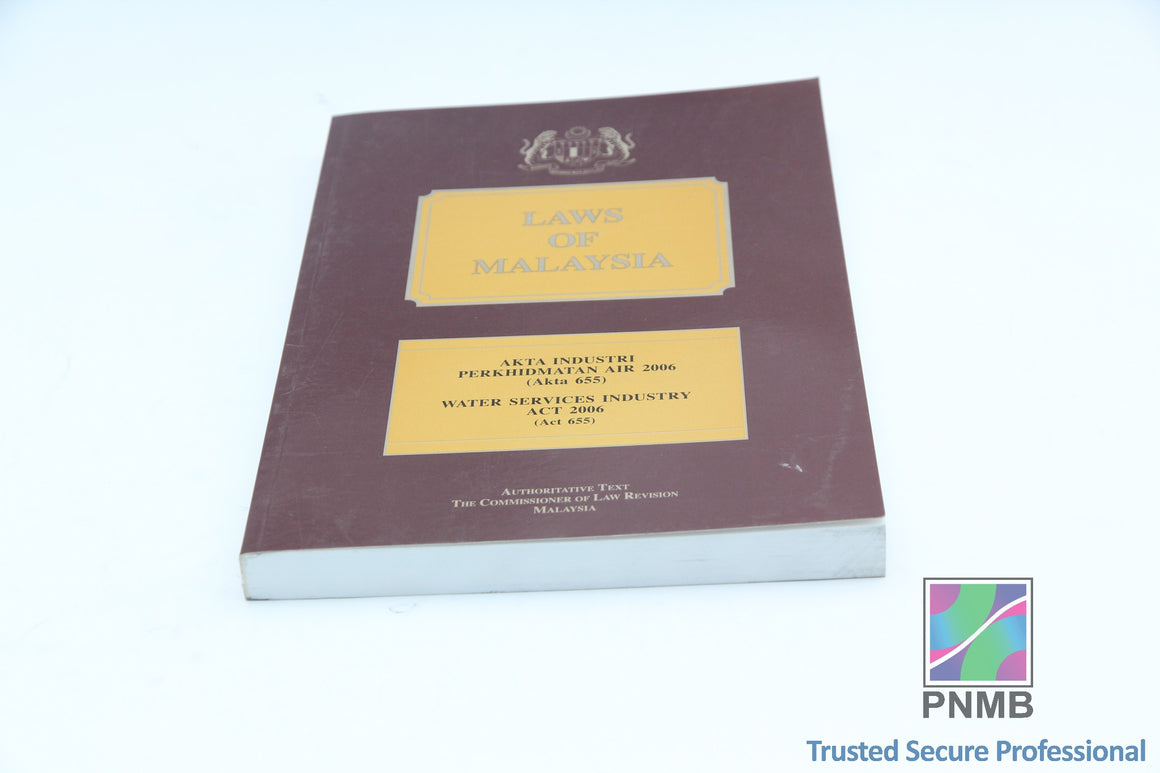 LAWS
OF
MALAYSIA
AKTA INDUSTRI
PERKHIDMATAN AIR 2006
(Akta 655)
WATER SERVICES INDUSTRY
ACT 2006
(Act 655)
AUTHORITATIVE TEXT
THE COMMISSIONER OF LAW REVISION
MALAYSIA
PNMB
Trusted Secure Professional